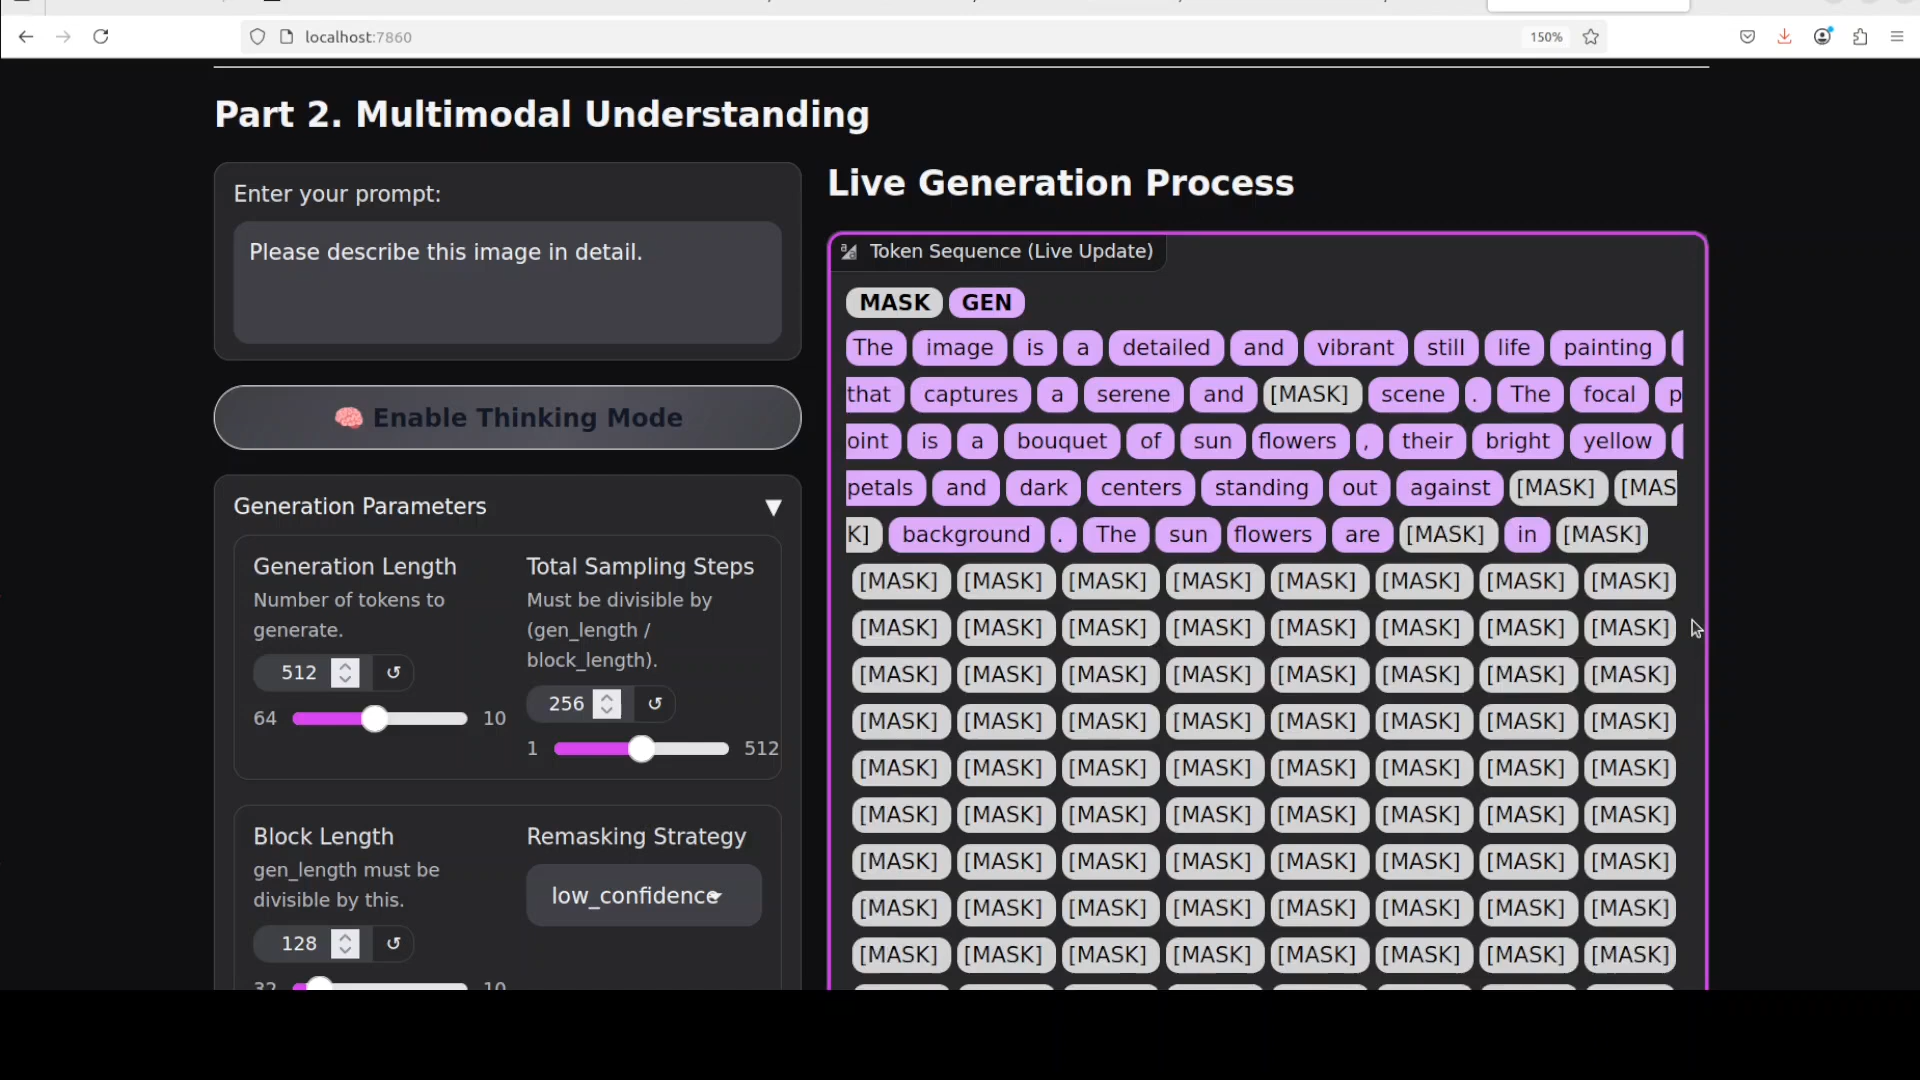 localhost:7860
150%
Part 2. Multimodal Understanding
Enter your prompt:
Please describe this image in detail.
🧠 Enable Thinking Mode
Generation Parameters ▼
Generation Length
Number of tokens to
generate.
512 ↺
64 10
Total Sampling Steps
Must be divisible by
(gen_length /
block_length).
256 ↺
1 512
Block Length
gen_length must be
divisible by this.
128 ↺
32 10
Remasking Strategy
low_confidence
Live Generation Process
Token Sequence (Live Update)
MASK GEN
The image is a detailed and vibrant still life painting
that captures a serene and [MASK] scene . The focal p
oint is a bouquet of sun flowers , their bright yellow
petals and dark centers standing out against [MASK] [MAS
K] background . The sun flowers are [MASK] in [MASK]
[MASK] [MASK] [MASK] [MASK] [MASK] [MASK] [MASK] [MASK]
[MASK] [MASK] [MASK] [MASK] [MASK] [MASK] [MASK] [MASK]
[MASK] [MASK] [MASK] [MASK] [MASK] [MASK] [MASK] [MASK]
[MASK] [MASK] [MASK] [MASK] [MASK] [MASK] [MASK] [MASK]
[MASK] [MASK] [MASK] [MASK] [MASK] [MASK] [MASK] [MASK]
[MASK] [MASK] [MASK] [MASK] [MASK] [MASK] [MASK] [MASK]
[MASK] [MASK] [MASK] [MASK] [MASK] [MASK] [MASK] [MASK]
[MASK] [MASK] [MASK] [MASK] [MASK] [MASK] [MASK] [MASK]
[MASK] [MASK] [MASK] [MASK] [MASK] [MASK] [MASK] [MASK]